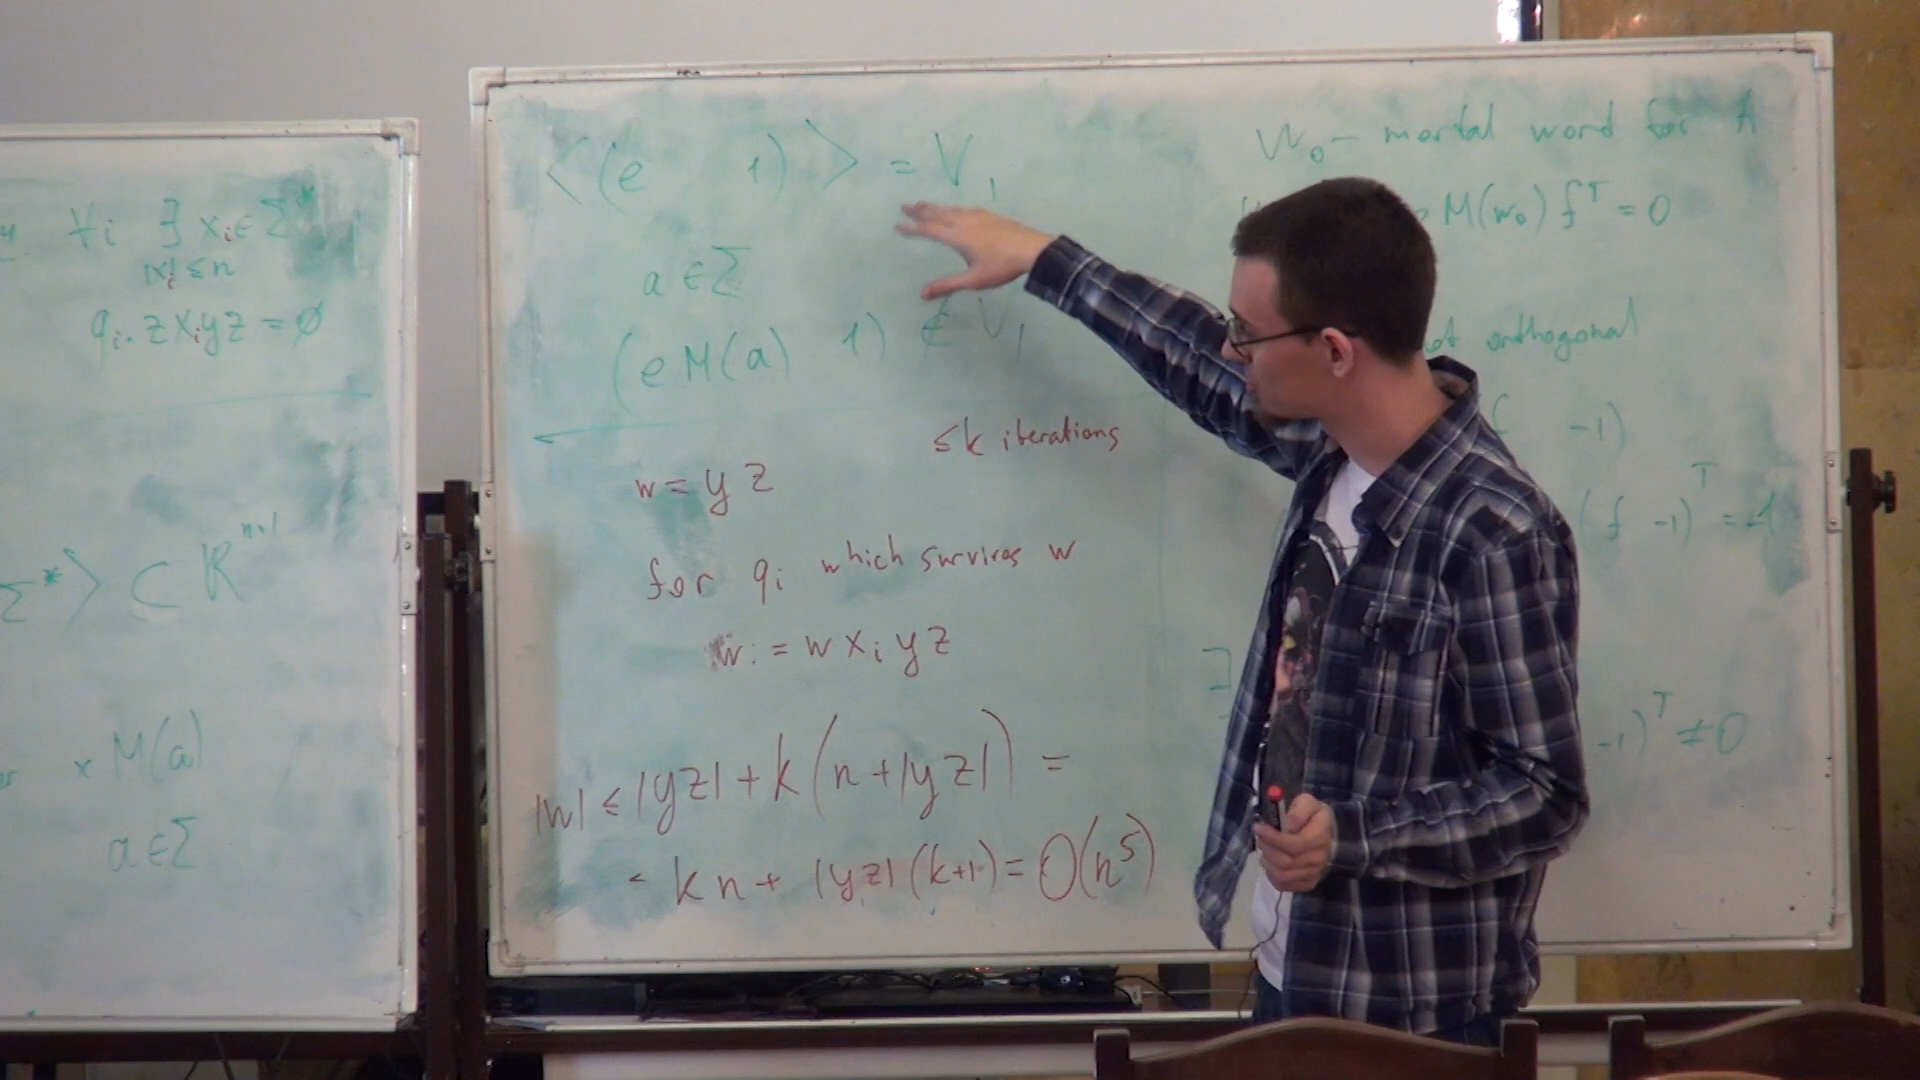 ∀i ∃ xᵢ ∈ Σ*
|xᵢ| ≤ n
qᵢ. z xᵢ y z = ∅
Σ* ⟩ ⊂ ℝⁿ⁺¹
x M(a)
a ∈ Σ
⟨(e 1)⟩ = V₁
a ∈ Σ
(e M(a) 1) ∉ V₁
≤ k iterations
w = y z
for qᵢ which survives w
w := w xᵢ y z
|w| ≤ |yz| + k(n + |yz|) =
= kn + |yz|(k+1) = O(n⁵)
W₀ – mortal word for A
M(w₀) fᵀ = 0
not orthogonal
(f -1)
(f -1)ᵀ = -1
∃
-1)ᵀ ≠ 0